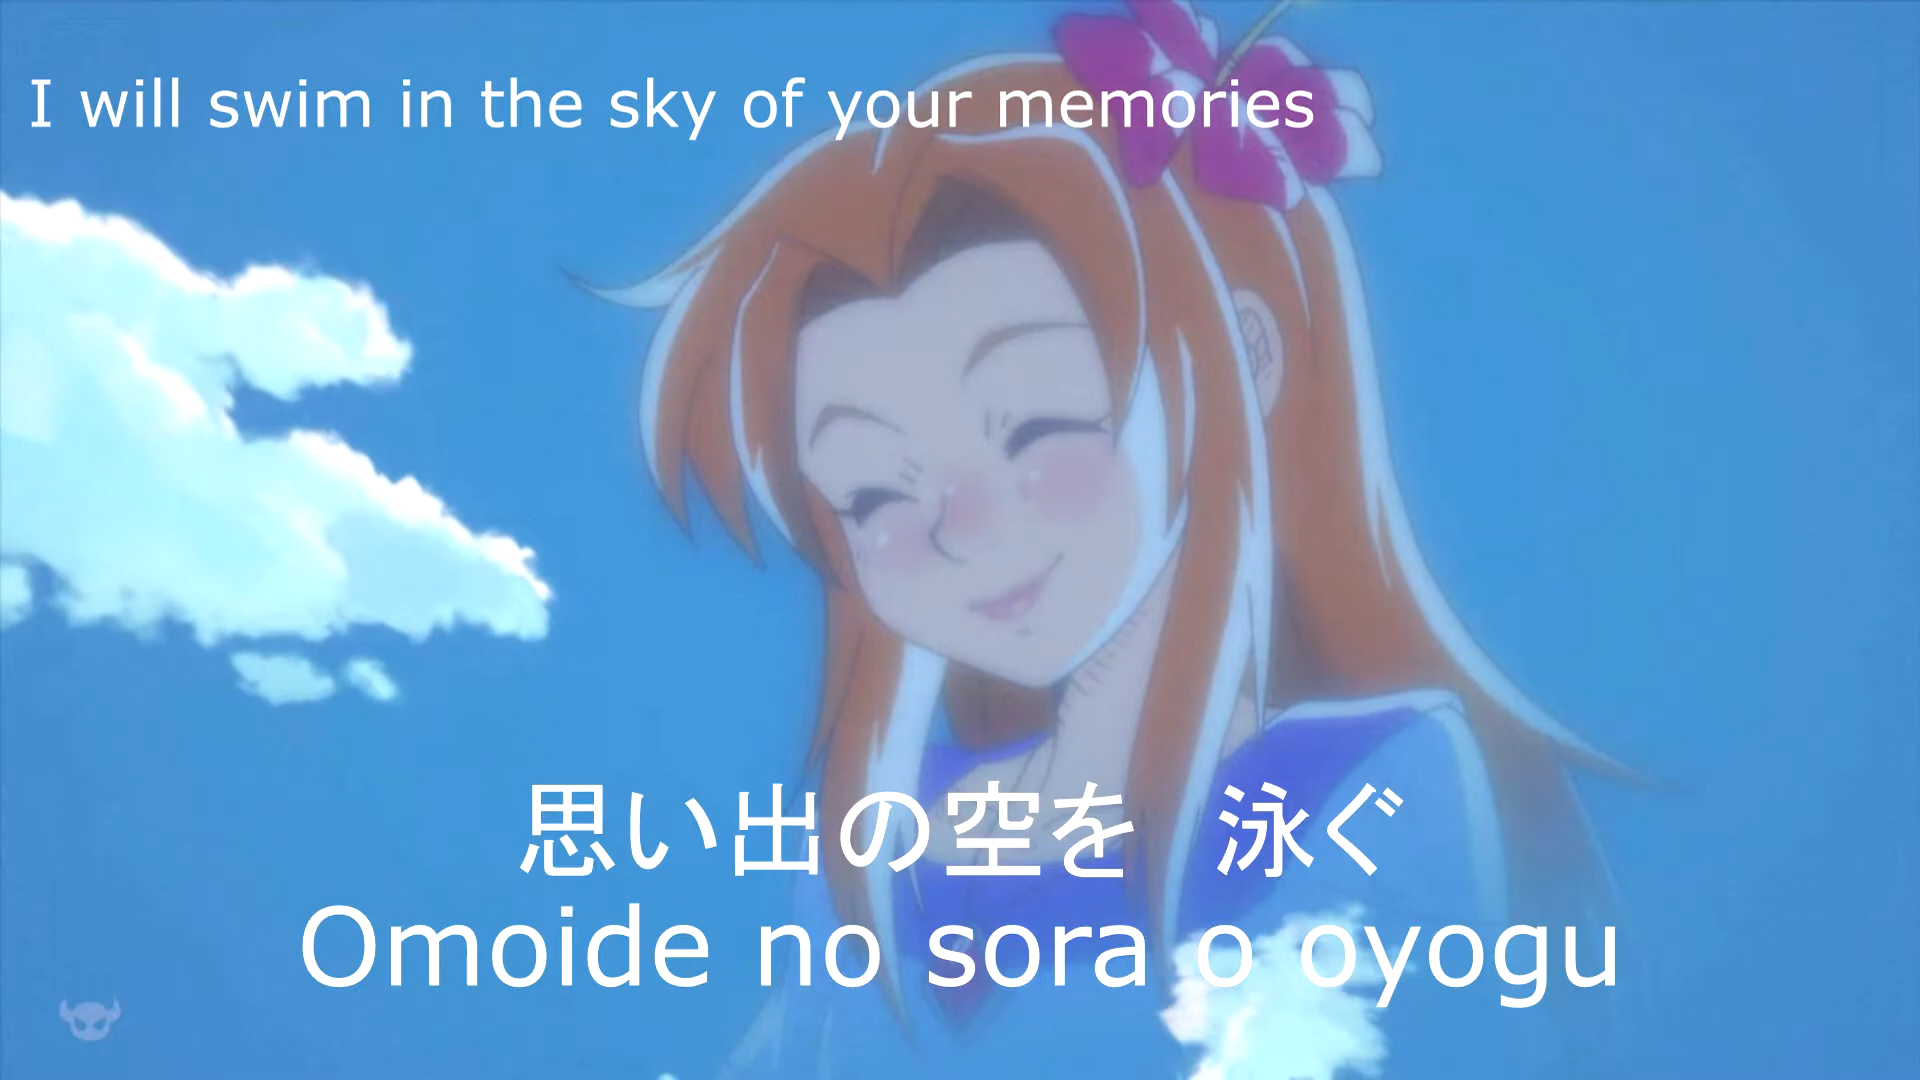 I will swim in the sky of your memories
思い出の空を　泳ぐ
Omoide no sora o oyogu